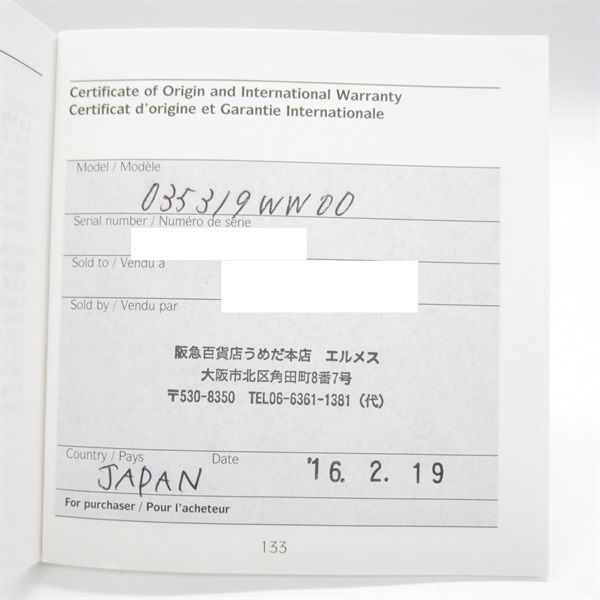 Certificate of Origin and International Warranty
Certificat d'origine et Garantie Internationale
Model / Modèle
035319WW00
Serial number / Numéro de série
Sold to / Vendu à
Sold by / Vendu par
阪急百貨店うめだ本店 エルメス
大阪市北区角田町8番7号
〒530-8350 TEL06-6361-1381 (代)
Country / Pays Date
JAPAN '16. 2. 19
For purchaser / Pour l'acheteur
133